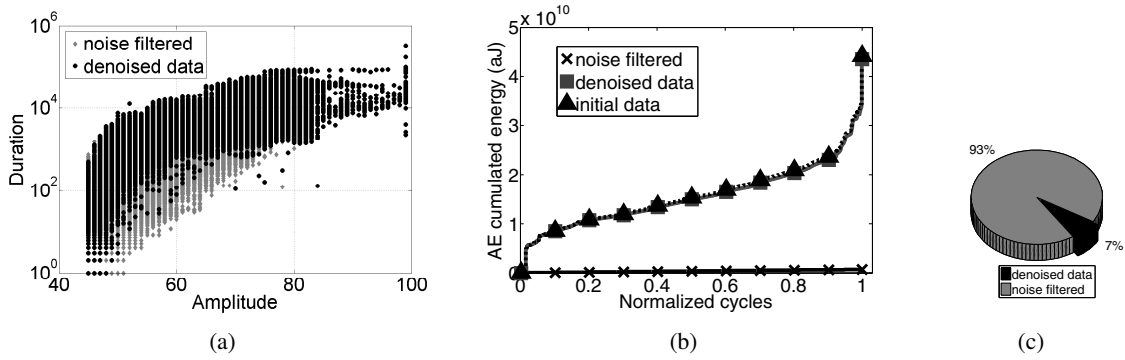 noise filtered
denoised data
Duration
10^6
10^4
10^2
10^0
40
60
80
100
Amplitude
(a)
x 10^10
AE cumulated energy (aJ)
5
4
3
2
1
0
noise filtered
denoised data
initial data
0
0.2
0.4
0.6
0.8
1
Normalized cycles
(b)
93%
7%
denoised data
noise filtered
(c)